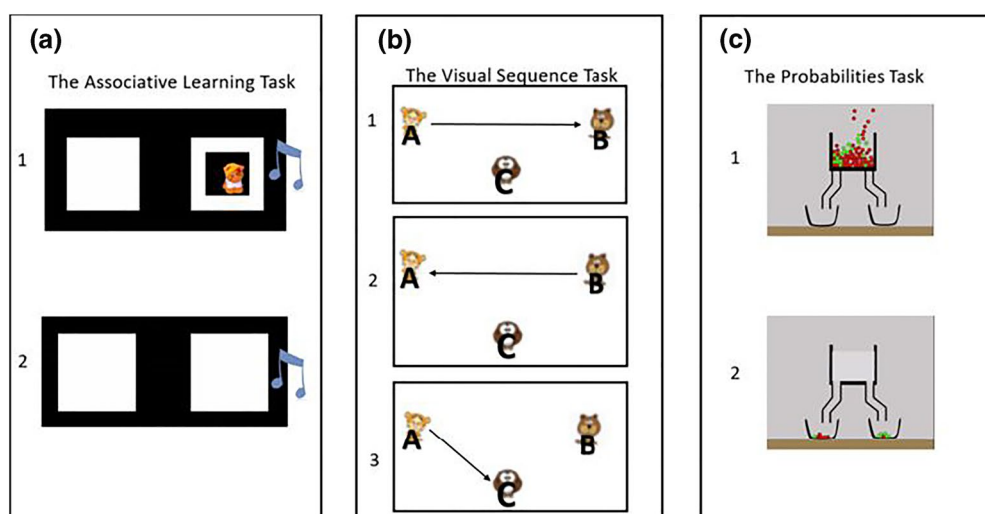 (a)
The Associative Learning Task
1
2
(b)
The Visual Sequence Task
1
A
B
C
2
A
B
C
3
A
B
C
(c)
The Probabilities Task
1
2